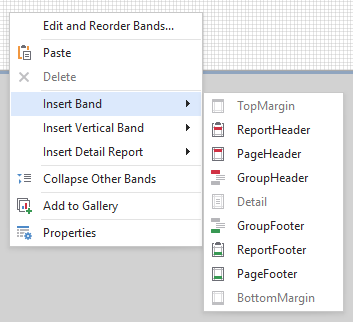 Edit and Reorder Bands...
Paste
Delete
Insert Band
Insert Vertical Band
Insert Detail Report
Collapse Other Bands
Add to Gallery
Properties
TopMargin
ReportHeader
PageHeader
GroupHeader
Detail
GroupFooter
ReportFooter
PageFooter
BottomMargin